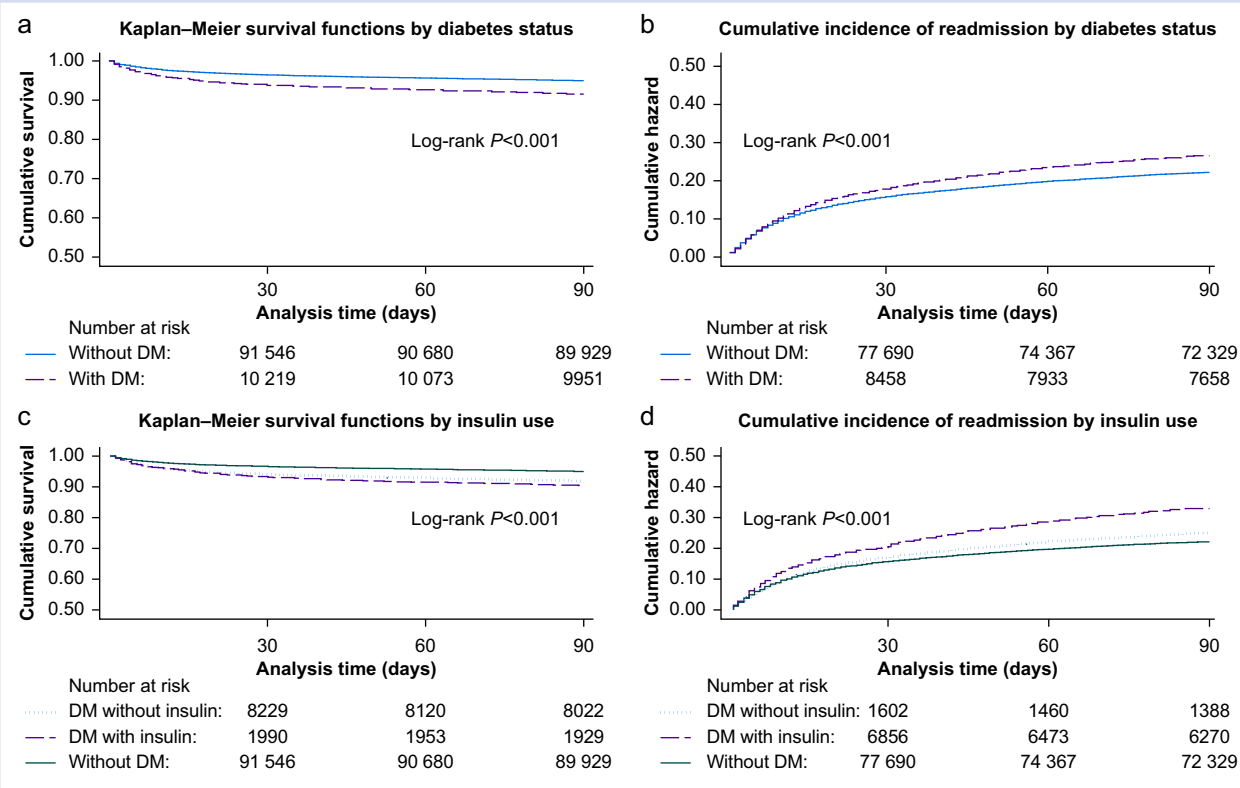 a
Kaplan–Meier survival functions by diabetes status
Cumulative survival
1.00
0.90
0.80
0.70
0.60
0.50
Log-rank P<0.001
30 60 90
Analysis time (days)
Number at risk
Without DM: 91 546 90 680 89 929
With DM: 10 219 10 073 9951
b
Cumulative incidence of readmission by diabetes status
Cumulative hazard
0.50
0.40
0.30
0.20
0.10
0.00
Log-rank P<0.001
30 60 90
Analysis time (days)
Number at risk
Without DM: 77 690 74 367 72 329
With DM: 8458 7933 7658
c
Kaplan–Meier survival functions by insulin use
Cumulative survival
1.00
0.90
0.80
0.70
0.60
0.50
Log-rank P<0.001
30 60 90
Analysis time (days)
Number at risk
DM without insulin: 8229 8120 8022
DM with insulin: 1990 1953 1929
Without DM: 91 546 90 680 89 929
d
Cumulative incidence of readmission by insulin use
Cumulative hazard
0.50
0.40
0.30
0.20
0.10
0.00
Log-rank P<0.001
30 60 90
Analysis time (days)
Number at risk
DM without insulin: 1602 1460 1388
DM with insulin: 6856 6473 6270
Without DM: 77 690 74 367 72 329